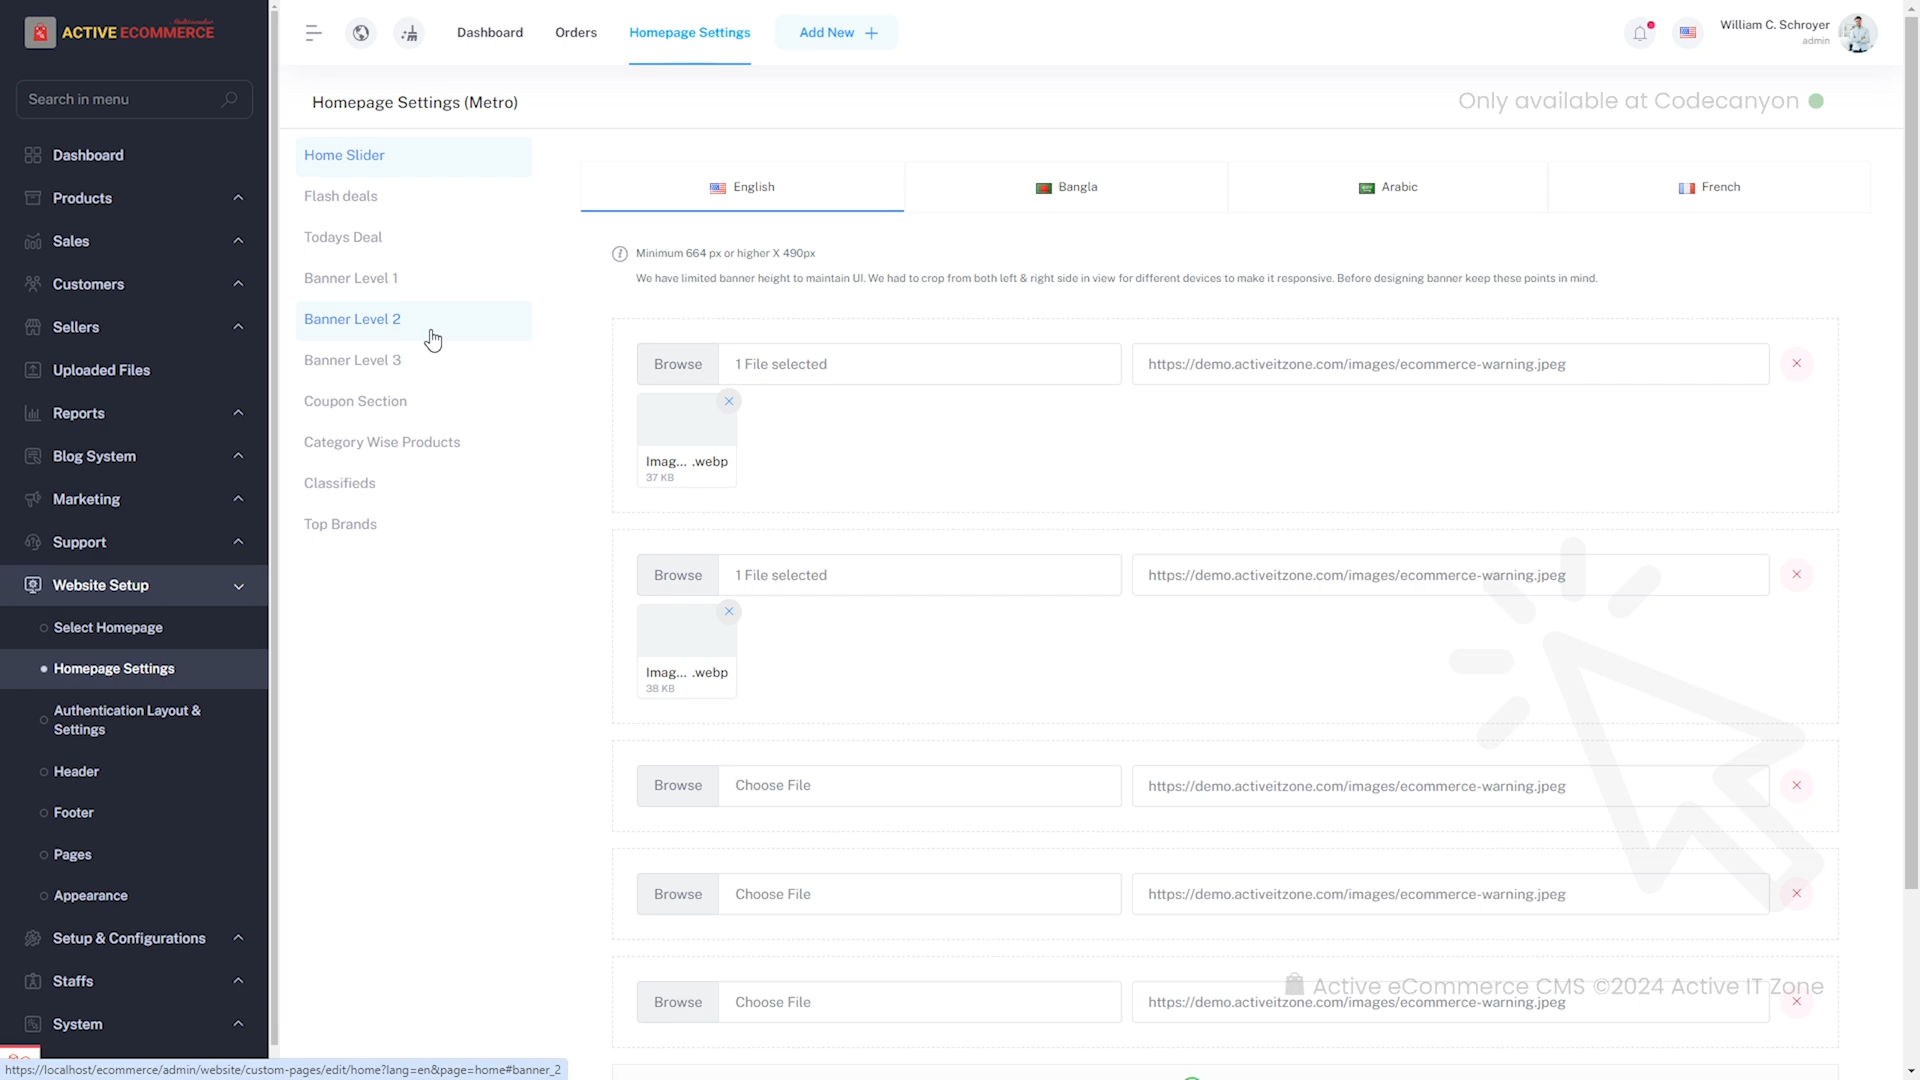 Multivendor
ACTIVE ECOMMERCE
Search in menu
Dashboard
Products
Sales
Customers
Sellers
Uploaded Files
Reports
Blog System
Marketing
Support
Website Setup
Select Homepage
Homepage Settings
Authentication Layout &
Settings
Header
Footer
Pages
Appearance
Setup & Configurations
Staffs
System
Dashboard
Orders
Homepage Settings
Add New
William C. Schroyer
admin
Homepage Settings (Metro)
Only available at Codecanyon
Home Slider
Flash deals
Todays Deal
Banner Level 1
Banner Level 2
Banner Level 3
Coupon Section
Category Wise Products
Classifieds
Top Brands
English
Bangla
Arabic
French
Minimum 664 px or higher X 490px
We have limited banner height to maintain UI. We had to crop from both left & right side in view for different devices to make it responsive. Before designing banner keep these points in mind.
Browse 1 File selected https://demo.activeitzone.com/images/ecommerce-warning.jpeg
Imag... .webp
37 KB
Browse 1 File selected https://demo.activeitzone.com/images/ecommerce-warning.jpeg
Imag... .webp
38 KB
Browse Choose File https://demo.activeitzone.com/images/ecommerce-warning.jpeg
Browse Choose File https://demo.activeitzone.com/images/ecommerce-warning.jpeg
Active eCommerce CMS ©2024 Active IT Zone
Browse Choose File https://demo.activeitzone.com/images/ecommerce-warning.jpeg
https://localhost/ecommerce/admin/website/custom-pages/edit/home?lang=en&page=home#banner_2